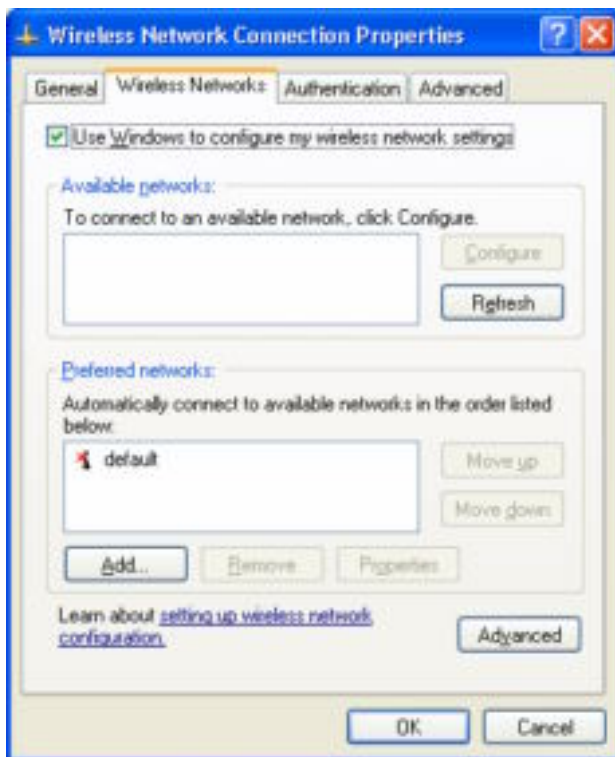 Wireless Network Connection Properties
General Wireless Networks Authentication Advanced
Use Windows to configure my wireless network settings
Available networks:
To connect to an available network, click Configure.
Configure
Refresh
Preferred networks:
Automatically connect to available networks in the order listed
below:
default
Move up
Move down
Add... Remove Properties
Learn about setting up wireless network
configuration.
Advanced
OK Cancel